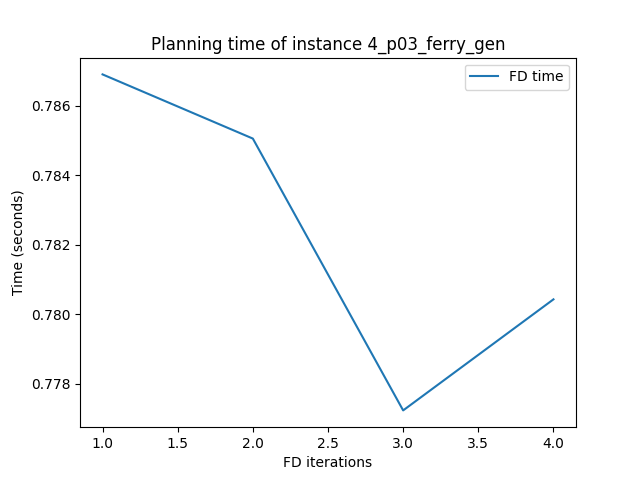 Planning time of instance 4_p03_ferry_gen
FD time
0.786
0.784
0.782
0.780
0.778
Time (seconds)
1.0 1.5 2.0 2.5 3.0 3.5 4.0
FD iterations